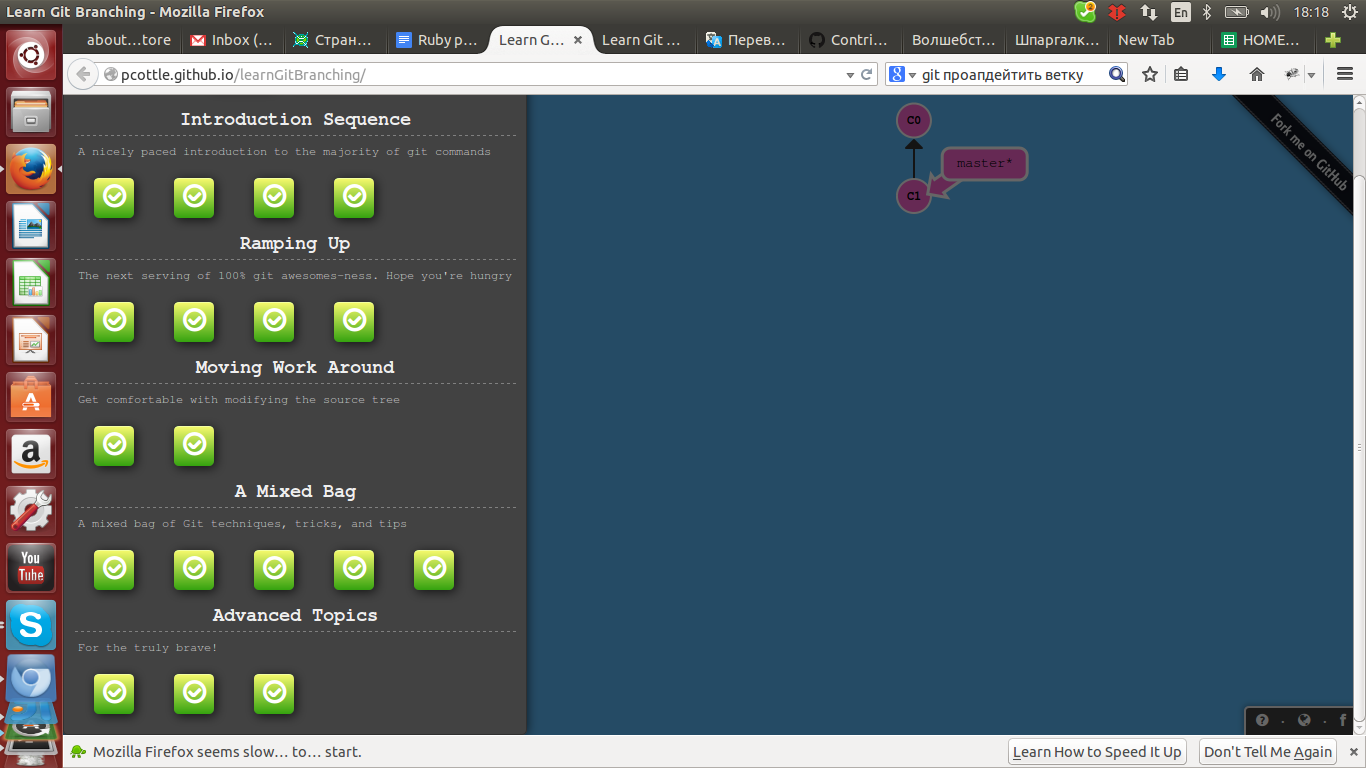 Learn Git Branching - Mozilla Firefox
2
En
18:18
about…tore
Inbox (…
Стран…
Ruby p…
Learn G…
Learn Git …
Перев…
Contri…
Волшебст…
Шпаргалк…
New Tab
HOME…
pcottle.github.io/learnGitBranching/
git проапдейтить ветку
Introduction Sequence
A nicely paced introduction to the majority of git commands
Ramping Up
The next serving of 100% git awesomes-ness. Hope you're hungry
Moving Work Around
Get comfortable with modifying the source tree
A Mixed Bag
A mixed bag of Git techniques, tricks, and tips
Advanced Topics
For the truly brave!
C0
master*
C1
Fork me on GitHub
You
Tube
Mozilla Firefox seems slow… to… start.
Learn How to Speed It Up
Don't Tell Me Again